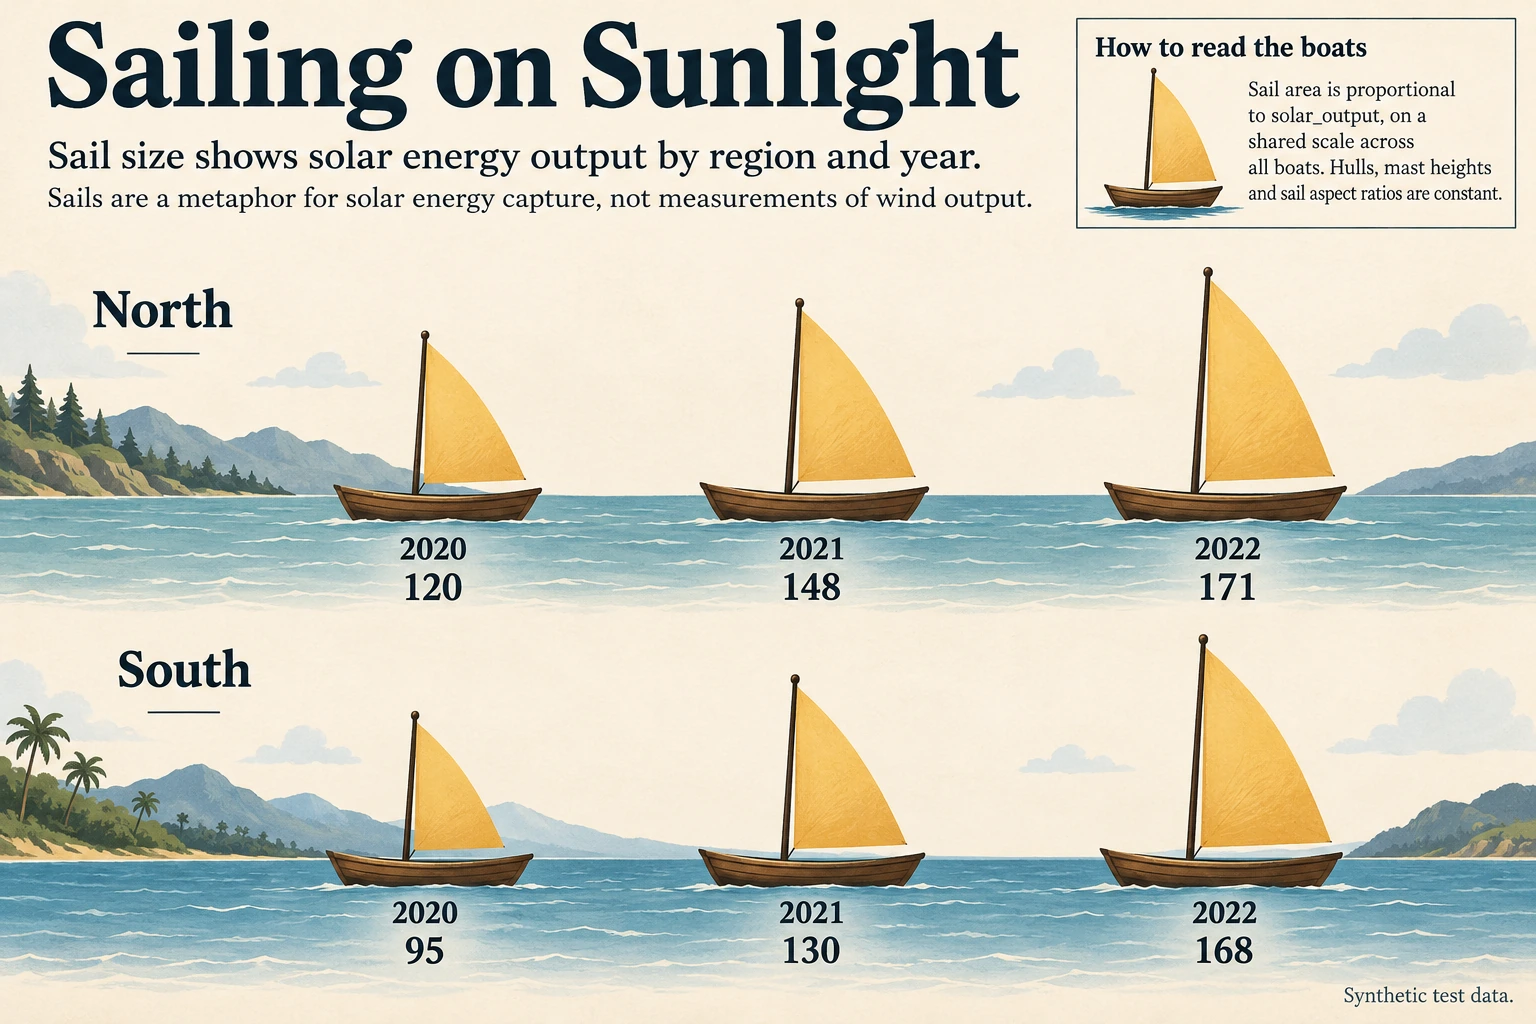 Sailing on Sunlight
Sail size shows solar energy output by region and year.
Sails are a metaphor for solar energy capture, not measurements of wind output.
How to read the boats
Sail area is proportional
to solar_output, on a
shared scale across
all boats. Hulls, mast heights
and sail aspect ratios are constant.
North
2020
120
2021
148
2022
171
South
2020
95
2021
130
2022
168
Synthetic test data.